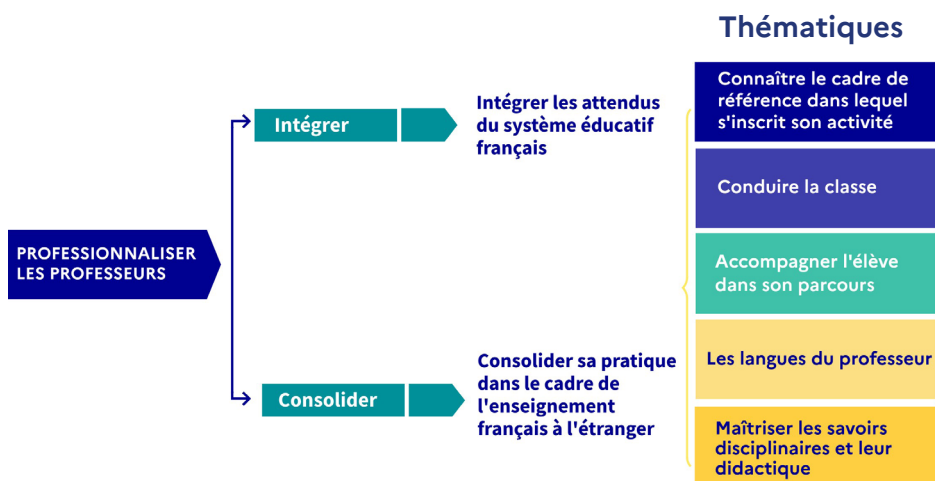 Thématiques
PROFESSIONNALISER
LES PROFESSEURS
Intégrer
Intégrer les attendus
du système éducatif
français
Consolider
Consolider sa pratique
dans le cadre de
l'enseignement
français à l'étranger
Connaître le cadre de
référence dans lequel
s'inscrit son activité
Conduire la classe
Accompagner l'élève
dans son parcours
Les langues du professeur
Maîtriser les savoirs
disciplinaires et leur
didactique